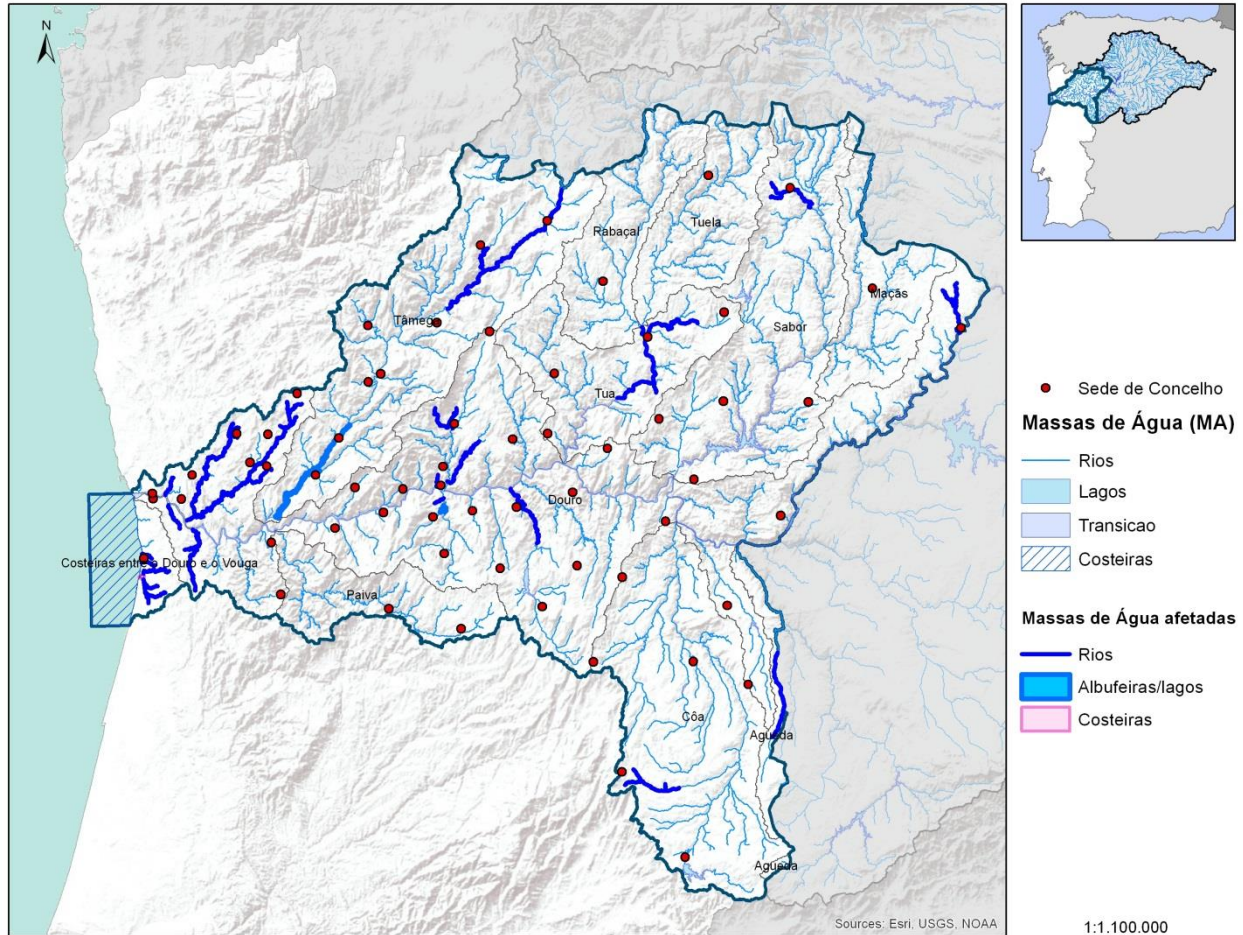 N
Rabaçal
Tuela
Maçãs
Tâmega
Sabor
Tua
Douro
Costeiras entre o Douro e o Vouga
Paiva
Côa
Agueda
Agueda
Sources: Esri, USGS, NOAA
Sede de Concelho
Massas de Água (MA)
Rios
Lagos
Transicao
Costeiras
Massas de Água afetadas
Rios
Albufeiras/lagos
Costeiras
1:1.100.000